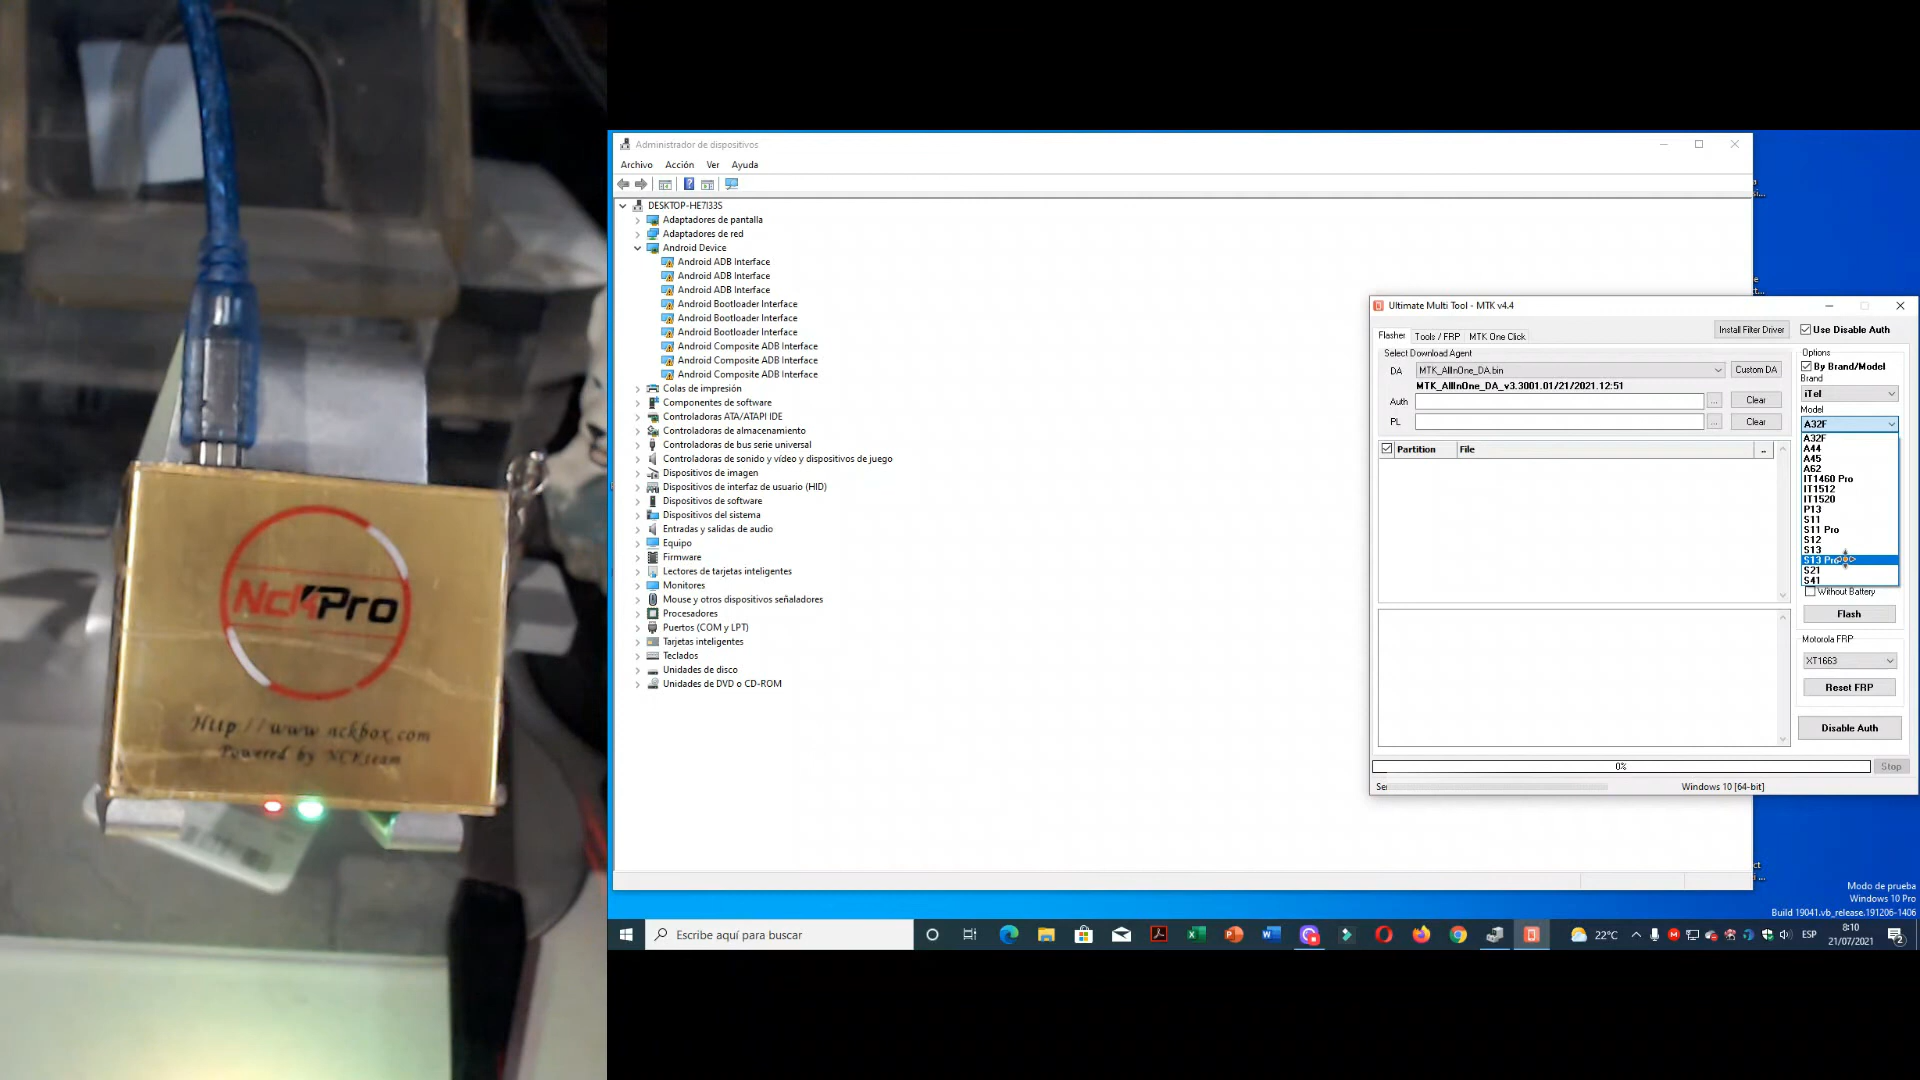 NckPro
Http://www.nckbox.com
Powered by NCKteam
Administrador de dispositivos
Archivo Acción Ver Ayuda
DESKTOP-HE7I33S
Adaptadores de pantalla
Adaptadores de red
Android Device
Android ADB Interface
Android ADB Interface
Android ADB Interface
Android Bootloader Interface
Android Bootloader Interface
Android Bootloader Interface
Android Composite ADB Interface
Android Composite ADB Interface
Android Composite ADB Interface
Colas de impresión
Componentes de software
Controladoras ATA/ATAPI IDE
Controladoras de almacenamiento
Controladoras de bus serie universal
Controladoras de sonido y vídeo y dispositivos de juego
Dispositivos de imagen
Dispositivos de interfaz de usuario (HID)
Dispositivos de software
Dispositivos del sistema
Entradas y salidas de audio
Equipo
Firmware
Lectores de tarjetas inteligentes
Monitores
Mouse y otros dispositivos señaladores
Procesadores
Puertos (COM y LPT)
Tarjetas inteligentes
Teclados
Unidades de disco
Unidades de DVD o CD-ROM
Ultimate Multi Tool - MTK v4.4
Flasher Tools / FRP MTK One Click
Install Filter Driver Use Disable Auth
Select Download Agent
DA MTK_AllInOne_DA.bin Custom DA
MTK_AllInOne_DA_v3.3001.01/21/2021.12:51
Auth ... Clear
PL ... Clear
Partition File ..
Options
By Brand/Model
Brand
iTel
Model
A32F
A32F
A44
A45
A62
IT1460 Pro
IT1512
IT1520
P13
S11
S11 Pro
S12
S13
S13 Pro
S21
S41
Without Battery
Flash
Motorola FRP
XT1663
Reset FRP
Disable Auth
0% Stop
Windows 10 [64-bit]
Modo de prueba
Windows 10 Pro
Build 19041.vb_release.191206-1406
Escribe aquí para buscar
22°C
ESP
8:10
21/07/2021
2